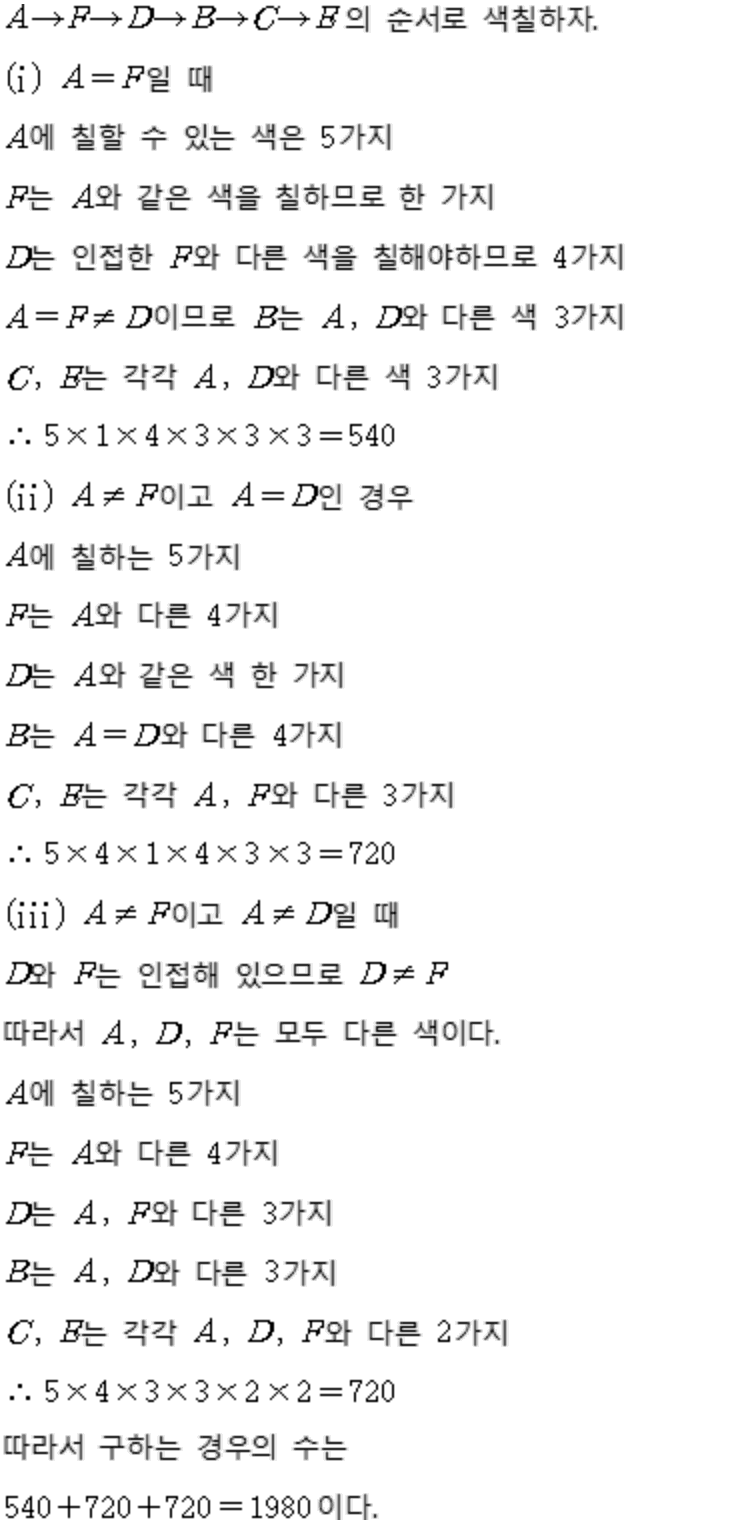 A→F→D→B→C→E의 순서로 색칠하자.
(i) A=F일 때
A에 칠할 수 있는 색은 5가지
F는 A와 같은 색을 칠하므로 한 가지
D는 인접한 F와 다른 색을 칠해야하므로 4가지
A=F≠D이므로 B는 A, D와 다른 색 3가지
C, E는 각각 A, D와 다른 색 3가지
∴ 5×1×4×3×3×3=540
(ii) A≠F이고 A=D인 경우
A에 칠하는 5가지
F는 A와 다른 4가지
D는 A와 같은 색 한 가지
B는 A=D와 다른 4가지
C, E는 각각 A, F와 다른 3가지
∴ 5×4×1×4×3×3=720
(iii) A≠F이고 A≠D일 때
D와 F는 인접해 있으므로 D≠F
따라서 A, D, F는 모두 다른 색이다.
A에 칠하는 5가지
F는 A와 다른 4가지
D는 A, F와 다른 3가지
B는 A, D와 다른 3가지
C, E는 각각 A, D, F와 다른 2가지
∴ 5×4×3×3×2×2=720
따라서 구하는 경우의 수는
540+720+720=1980이다.